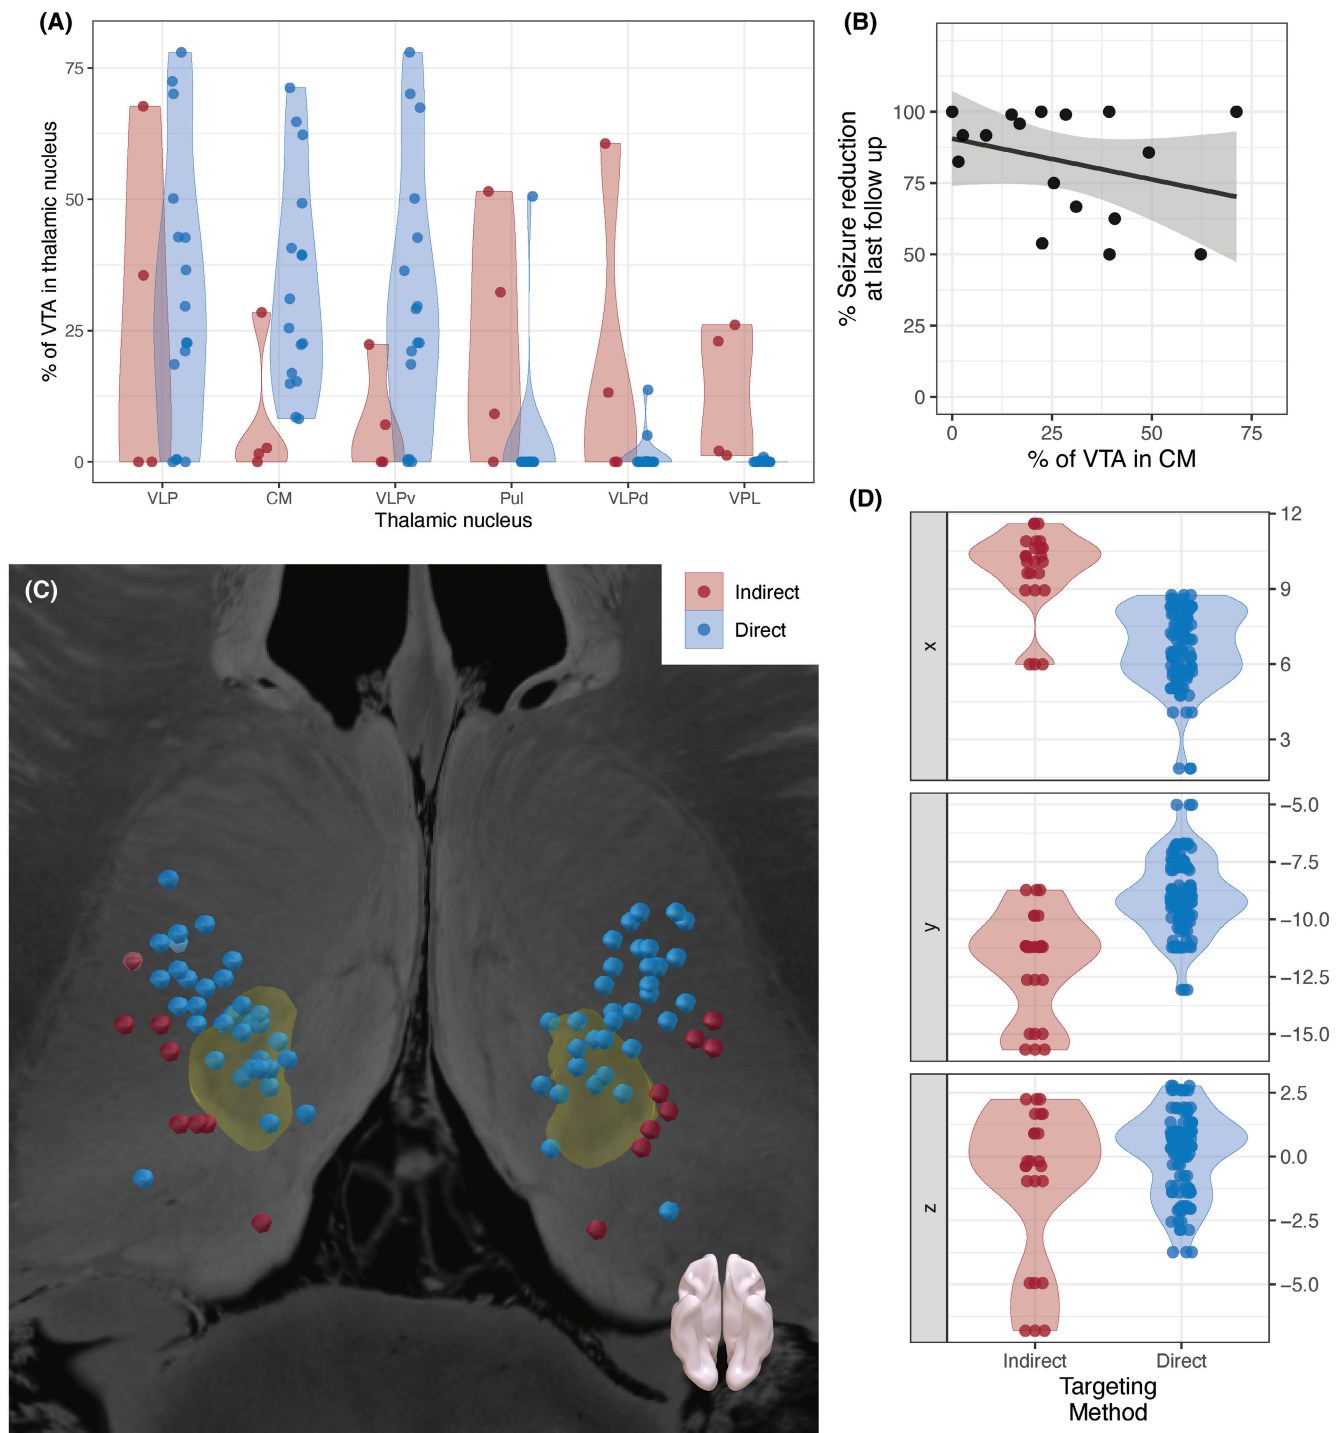 (A)
% of VTA in thalamic nucleus
75
50
25
0
VLP
CM
VLPv
Pul
VLPd
VPL
Thalamic nucleus
(B)
% Seizure reduction
at last follow up
100
75
50
25
0
0
25
50
75
% of VTA in CM
(C)
Indirect
Direct
(D)
x
12
9
6
3
y
−5.0
−7.5
−10.0
−12.5
−15.0
z
2.5
0.0
−2.5
−5.0
Indirect
Direct
Targeting
Method